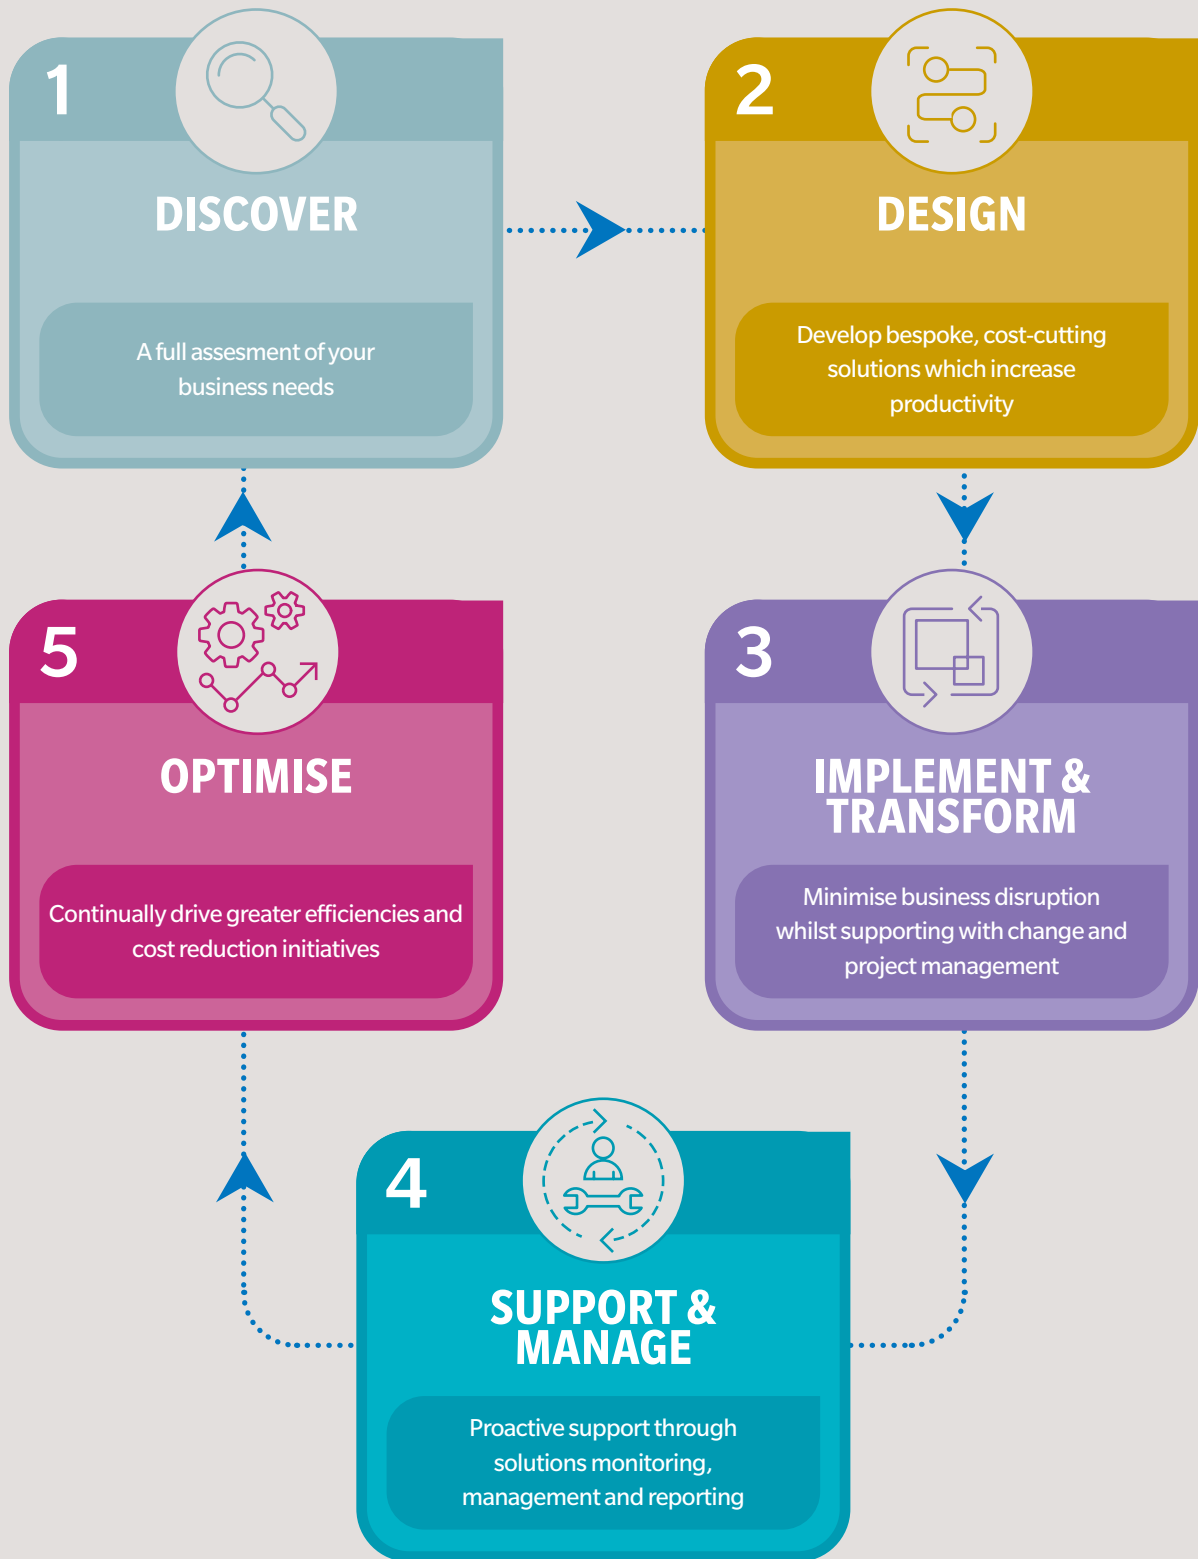 1
DISCOVER
A full assesment of your
business needs
2
DESIGN
Develop bespoke, cost-cutting
solutions which increase
productivity
3
IMPLEMENT &
TRANSFORM
Minimise business disruption
whilst supporting with change and
project management
4
SUPPORT &
MANAGE
Proactive support through
solutions monitoring,
management and reporting
5
OPTIMISE
Continually drive greater efficiencies and
cost reduction initiatives